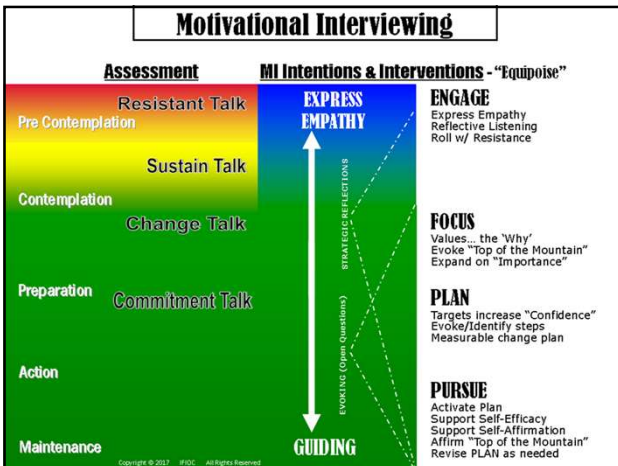 Motivational Interviewing
Assessment
MI Intentions & Interventions - “Equipoise”
Resistant Talk
Pre Contemplation
Sustain Talk
Contemplation
Change Talk
Preparation
Commitment Talk
Action
Maintenance
EXPRESS
EMPATHY
STRATEGIC REFLECTIONS
EVOKING (Open Questions)
GUIDING
ENGAGE
Express Empathy
Reflective Listening
Roll w/ Resistance
FOCUS
Values... the ‘Why’
Evoke “Top of the Mountain”
Expand on “Importance”
PLAN
Targets increase “Confidence”
Evoke/Identify steps
Measurable change plan
PURSUE
Activate Plan
Support Self-Efficacy
Support Self-Affirmation
Affirm “Top of the Mountain”
Revise PLAN as needed
Copyright © 2017 IFIOC All Rights Reserved